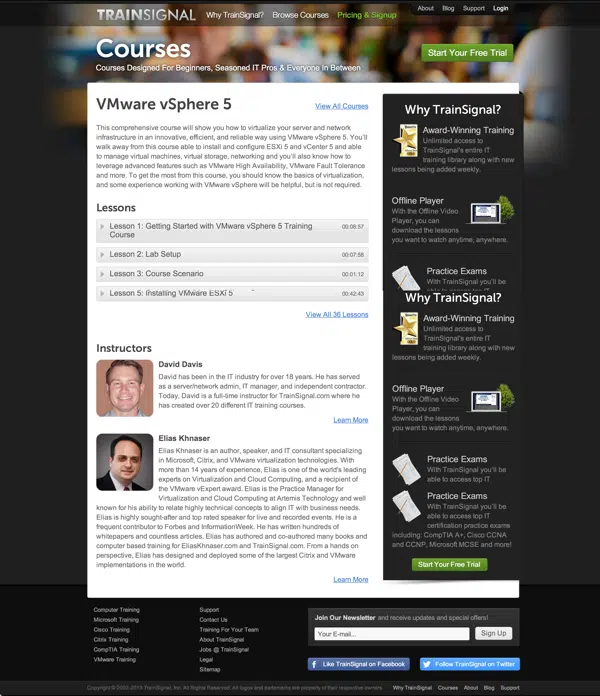 TRAINSIGNAL
Why TrainSignal?
Browse Courses
Pricing & Signup
About
Blog
Support
Login
Courses
Courses Designed For Beginners, Seasoned IT Pros & Everyone In Between
Start Your Free Trial
VMware vSphere 5
View All Courses
This comprehensive course will show you how to virtualize your server and network
infrastructure in an innovative, efficient, and reliable way using VMware vSphere 5. You'll
walk away from this course able to install and configure ESXi 5 and vCenter 5 and able
to manage virtual machines, virtual storage, networking and you'll also know how to
leverage advanced features such as VMware High Availability, VMware Fault Tolerance
and more. To get the most from this course, you should know the basics of virtualization,
and some experience working with VMware vSphere will be helpful, but is not required.
Lessons
Lesson 1: Getting Started with VMware vSphere 5 Training
Course
00:08:57
Lesson 2: Lab Setup
00:07:58
Lesson 3: Course Scenario
00:01:12
Lesson 5: Installing VMware ESXi 5
00:42:43
View All 36 Lessons
Instructors
David Davis
David has been in the IT industry for over 18 years. He has served
as a server/network admin, IT manager, and independent contractor.
Today, David is a full-time instructor for TrainSignal.com where he
has created over 20 different IT training courses.
Learn More
Elias Khnaser
Elias Khnaser is an author, speaker, and IT consultant specializing
in Microsoft, Citrix, and VMware virtualization technologies. With
more than 14 years of experience, Elias is one of the world's leading
experts on Virtualization and Cloud Computing, and a recipient of
the VMware vExpert award. Elias is the Practice Manager for
Virtualization and Cloud Computing at Artemis Technology and well
known for his ability to relate highly technical concepts to align IT with business needs.
Elias is highly sought-after and top rated speaker for live and recorded events. He is a
frequent contributor to Forbes and InformationWeek. He has written hundreds of
whitepapers and countless articles. Elias has authored and co-authored many books and
computer based training for EliasKhnaser.com and TrainSignal.com. From a hands on
perspective, Elias has designed and deployed some of the largest Citrix and VMware
implementations in the world.
Learn More
Why TrainSignal?
Award-Winning Training
Unlimited access to
TrainSignal's entire IT
training library along with new
lessons being added weekly.
Offline Player
With the Offline Video
Player, you can
download the lessons
you want to watch anytime, anywhere.
Practice Exams
With TrainSignal you'll be
Why TrainSignal?
Award-Winning Training
Unlimited access to
TrainSignal's entire IT
training library along with new
lessons being added weekly.
Offline Player
With the Offline Video
Player, you can
download the lessons
you want to watch anytime, anywhere.
Practice Exams
With TrainSignal you'll be
able to access top IT
Practice Exams
With TrainSignal you'll be
able to access top IT
certification practice exams
including: CompTIA A+, Cisco CCNA
and CCNP, Microsoft MCSE and more!
Start Your Free Trial
Computer Training
Microsoft Training
Cisco Training
Citrix Training
CompTIA Training
VMware Training
Support
Contact Us
Training For Your Team
About TrainSignal
Jobs @ TrainSignal
Legal
Sitemap
Join Our Newsletter and receive updates and special offers!
Your E-mail...
Sign Up
Like TrainSignal on Facebook
Follow TrainSignal on Twitter
Copyright © 2002-2013 TrainSignal, Inc. All Rights Reserved. All logos and trademarks are property of their respective owners.
Why TrainSignal
Courses
About
Blog
Support